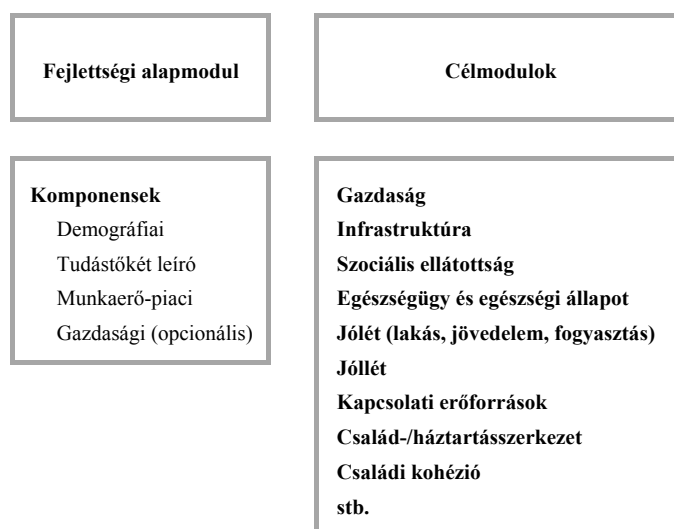 Fejlettségi alapmodul
Célmodulok
Komponensek
Demográfiai
Tudástőkét leíró
Munkaerő-piaci
Gazdasági (opcionális)
Gazdaság
Infrastruktúra
Szociális ellátottság
Egészségügy és egészségi állapot
Jólét (lakás, jövedelem, fogyasztás)
Jóllét
Kapcsolati erőforrások
Család-/háztartásszerkezet
Családi kohézió
stb.